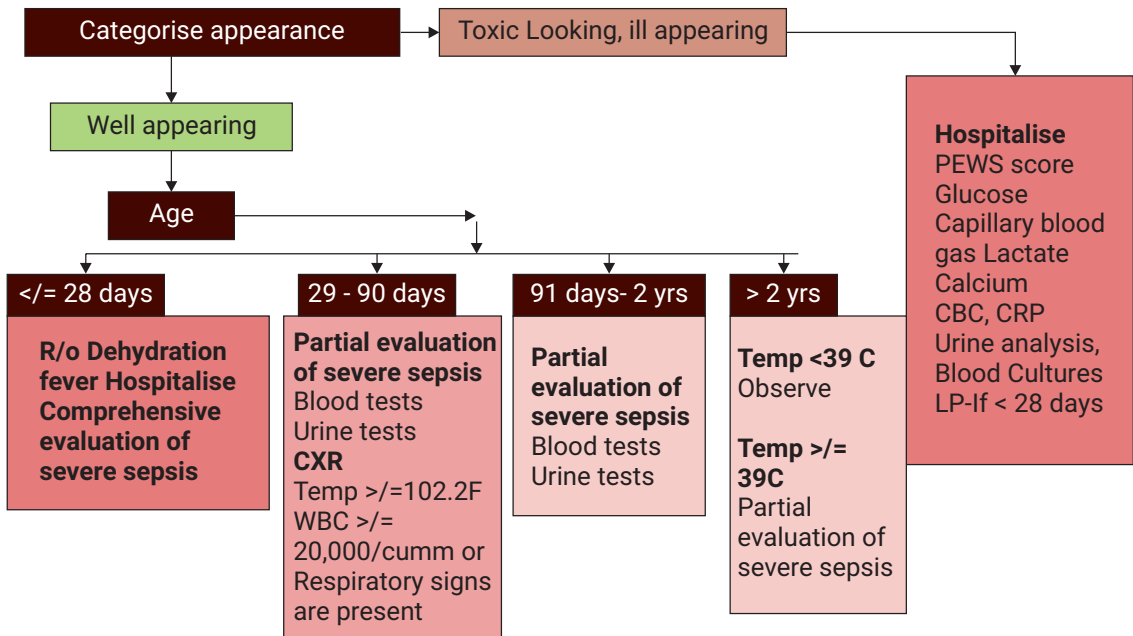 Categorise appearance
Toxic Looking, ill appearing
Well appearing
Age
</= 28 days
R/o Dehydration
fever Hospitalise
Comprehensive
evaluation of
severe sepsis
29 - 90 days
Partial evaluation
of severe sepsis
Blood tests
Urine tests
CXR
Temp >/=102.2F
WBC >/=
20,000/cumm or
Respiratory signs
are present
91 days- 2 yrs
Partial
evaluation of
severe sepsis
Blood tests
Urine tests
> 2 yrs
Temp <39 C
Observe
Temp >/=
39C
Partial
evaluation of
severe sepsis
Hospitalise
PEWS score
Glucose
Capillary blood
gas Lactate
Calcium
CBC, CRP
Urine analysis,
Blood Cultures
LP-If < 28 days